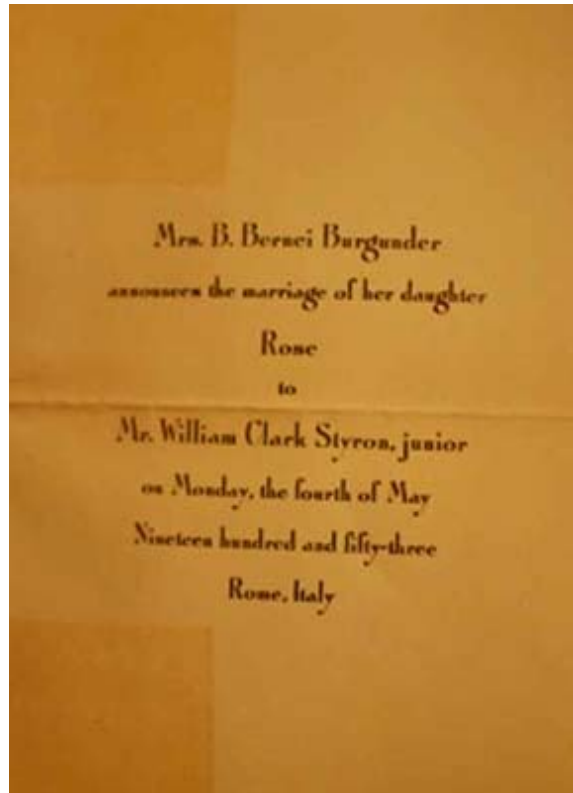 Mrs. B. Bernei Burgunder
announces the marriage of her daughter
Rose
to
Mr. William Clark Styron, junior
on Monday, the fourth of May
Nineteen hundred and fifty-three
Rome, Italy